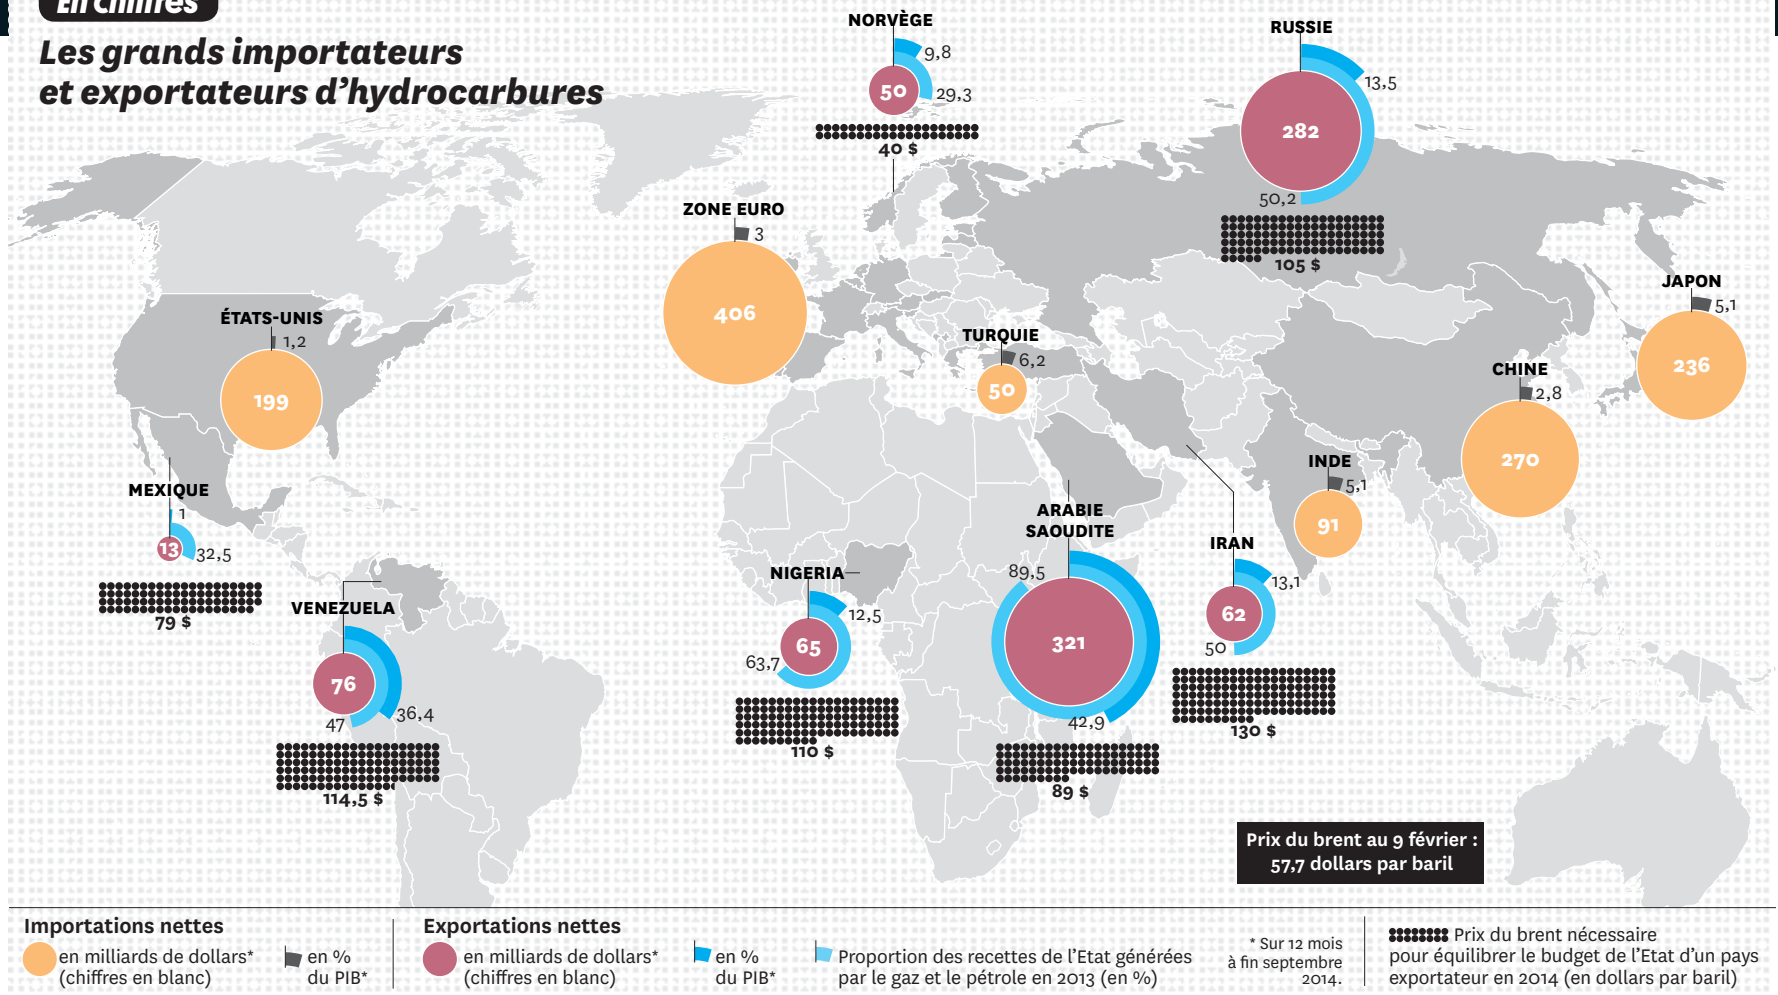 En chiffres
Les grands importateurs
et exportateurs d'hydrocarbures
NORVÈGE
9,8
50
29,3
40 $
RUSSIE
13,5
282
50,2
105 $
ZONE EURO
3
406
ÉTATS-UNIS
1,2
199
TURQUIE
6,2
50
JAPON
5,1
236
CHINE
2,8
270
INDE
5,1
91
MEXIQUE
1
13
32,5
79 $
VENEZUELA
76
36,4
47
114,5 $
NIGERIA
12,5
65
63,7
110 $
ARABIE
SAOUDITE
89,5
321
42,9
89 $
IRAN
13,1
62
50
130 $
Prix du brent au 9 février :
57,7 dollars par baril
Importations nettes
en milliards de dollars*
(chiffres en blanc)
en %
du PIB*
Exportations nettes
en milliards de dollars*
(chiffres en blanc)
en %
du PIB*
Proportion des recettes de l'Etat générées
par le gaz et le pétrole en 2013 (en %)
* Sur 12 mois
à fin septembre
2014.
Prix du brent nécessaire
pour équilibrer le budget de l'Etat d'un pays
exportateur en 2014 (en dollars par baril)